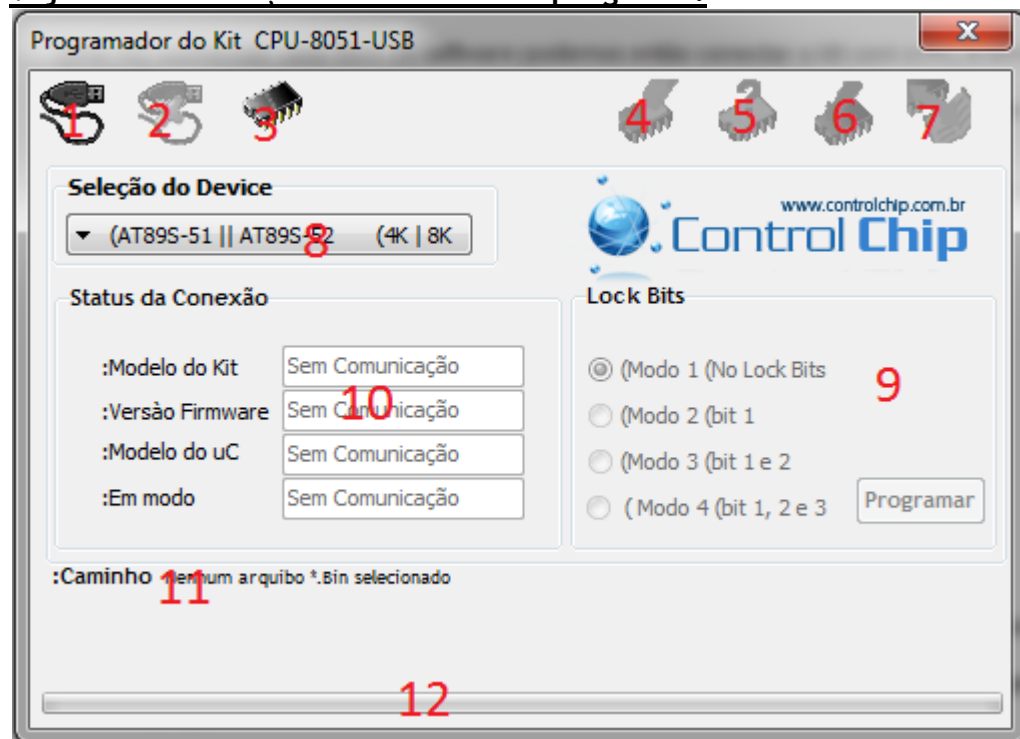 Programador do Kit CPU-8051-USB
x
1 2 3 4 5 6 7
Seleção do Device
(AT89S-51 || AT89S-52 (4K | 8K
8
www.controlchip.com.br
Control Chip
Status da Conexão
:Modelo do Kit Sem Comunicação
:Versào Firmware Sem Comunicação
10
:Modelo do uC Sem Comunicação
:Em modo Sem Comunicação
Lock Bits
(Modo 1 (No Lock Bits
9
(Modo 2 (bit 1
(Modo 3 (bit 1 e 2
( Modo 4 (bit 1, 2 e 3
Programar
:Caminho Nenhum arquibo *.Bin selecionado
11
12